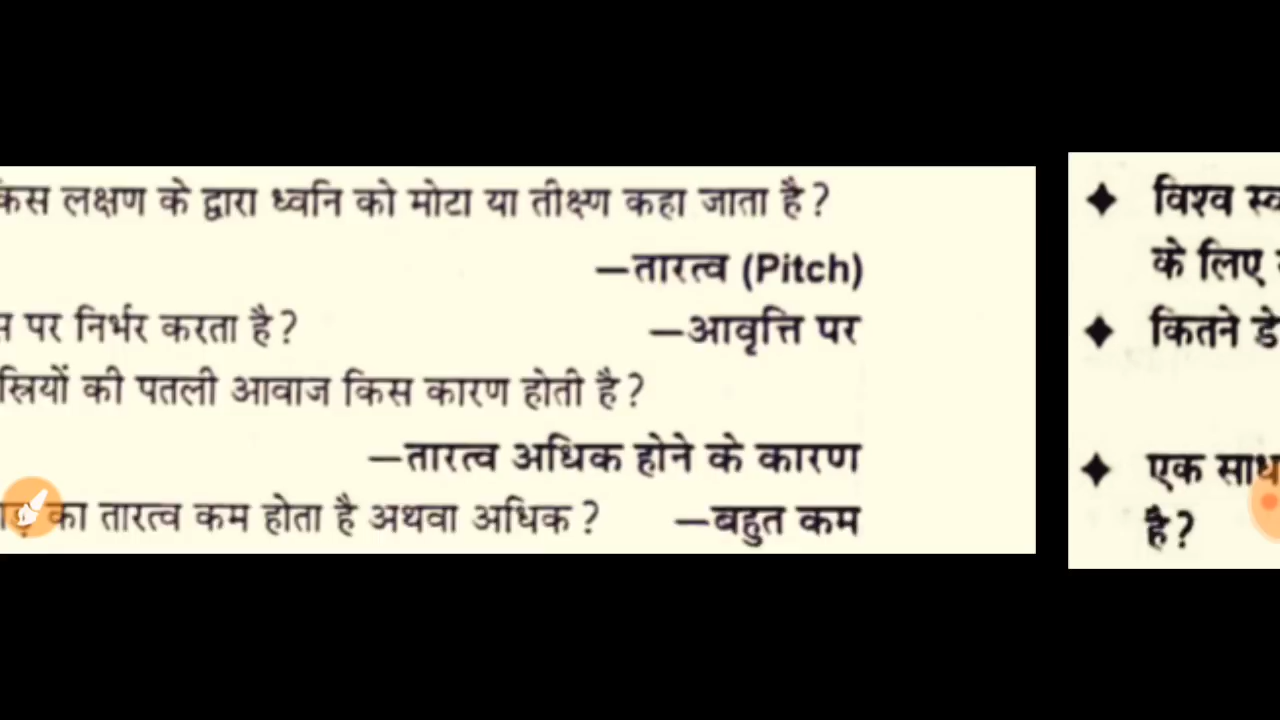 लक्षण के द्वारा ध्वनि को मोटा या तीक्ष्ण कहा जाता है?
—तारत्व (Pitch)
पर निर्भर करता है? —आवृत्ति पर
स्त्रियों की पतली आवाज किस कारण होती है?
—तारत्व अधिक होने के कारण
का तारत्व कम होता है अथवा अधिक? —बहुत कम
विश्व
के लिए
कितने
एक
है?